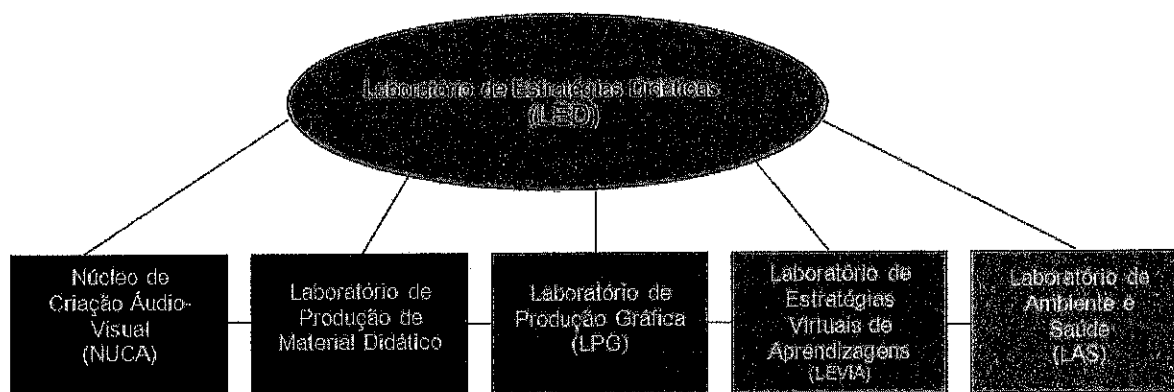 Laboratório de Estratégias Didáticas
(LED)
Núcleo de
Criação Áudio-
Visual
(NUCA)
Laboratório de
Produção de
Material Didático
Laboratório de
Produção Gráfica
(LPG)
Laboratório de
Estratégias
Virtuais de
Aprendizagens
(LEVIA)
Laboratório de
Ambiente e
Saúde
(LAS)